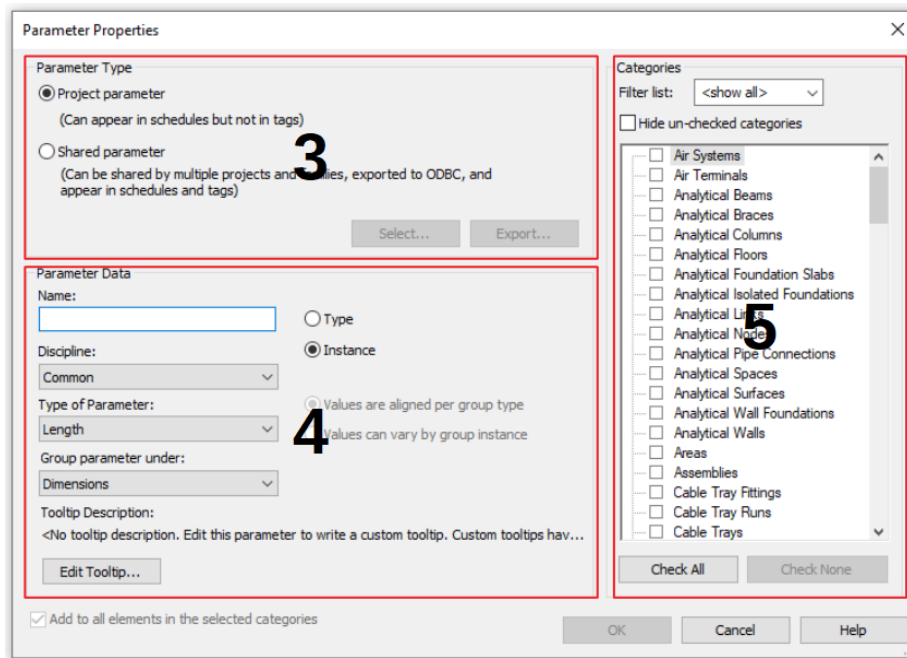 Parameter Properties
Parameter Type
Project parameter
(Can appear in schedules but not in tags)
Shared parameter
(Can be shared by multiple projects and families, exported to ODBC, and
appear in schedules and tags)
Select...
Export...
3
Parameter Data
Name:
Type
Instance
Discipline:
Common
Type of Parameter:
Values are aligned per group type
Length
Values can vary by group instance
Group parameter under:
Dimensions
Tooltip Description:
<No tooltip description. Edit this parameter to write a custom tooltip. Custom tooltips hav...
Edit Tooltip...
4
Categories
Filter list:
<show all>
Hide un-checked categories
Air Systems
Air Terminals
Analytical Beams
Analytical Braces
Analytical Columns
Analytical Floors
Analytical Foundation Slabs
Analytical Isolated Foundations
Analytical Links
Analytical Nodes
Analytical Pipe Connections
Analytical Spaces
Analytical Surfaces
Analytical Wall Foundations
Analytical Walls
Areas
Assemblies
Cable Tray Fittings
Cable Tray Runs
Cable Trays
5
Check All
Check None
Add to all elements in the selected categories
OK
Cancel
Help